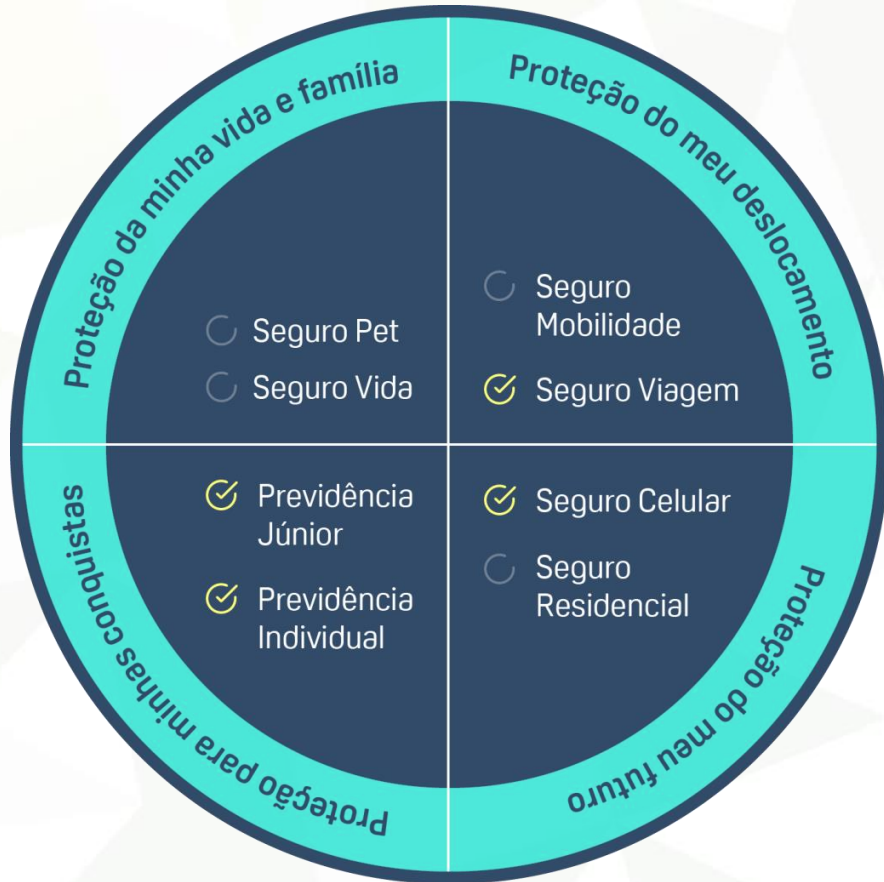 Proteção da minha vida e família
Seguro Pet
Seguro Vida
Proteção do meu deslocamento
Seguro
Mobilidade
Seguro Viagem
Proteção para minhas conquistas
Previdência
Júnior
Previdência
Individual
Seguro Celular
Seguro
Residencial
Proteção do meu futuro